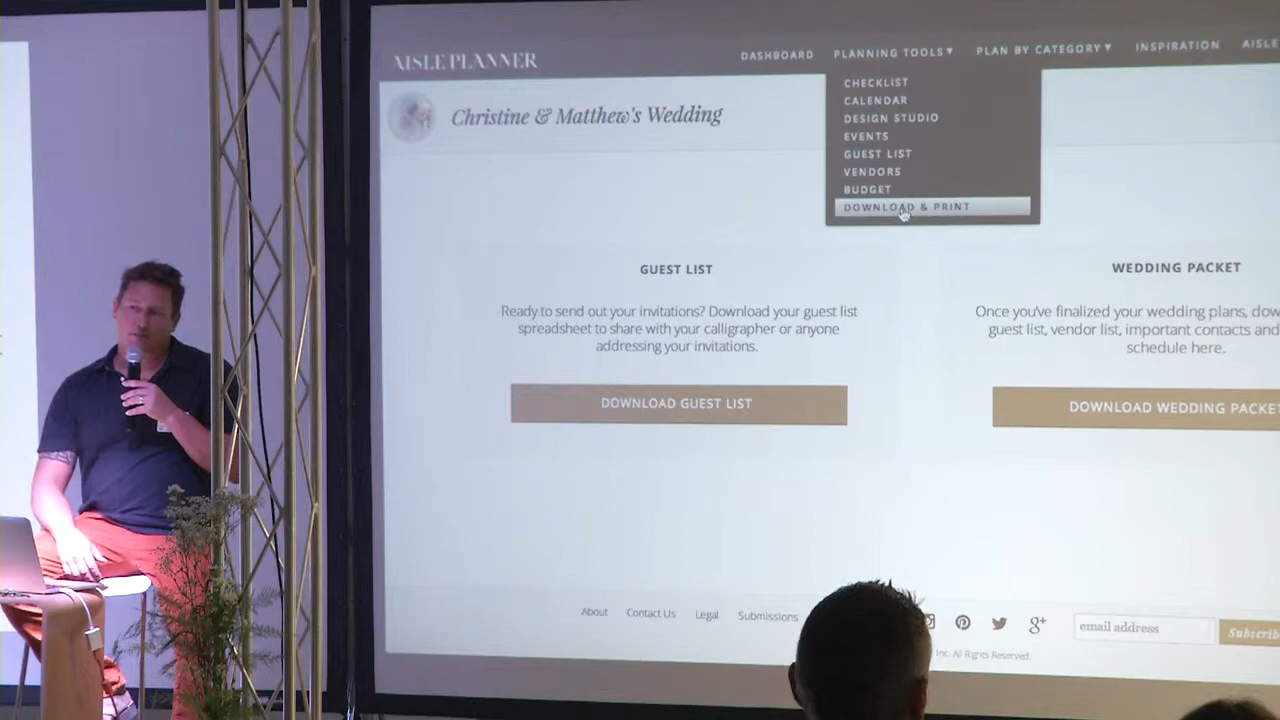 AISLE PLANNER
DASHBOARD
PLANNING TOOLS
PLAN BY CATEGORY
INSPIRATION
AISLE
CHECKLIST
CALENDAR
DESIGN STUDIO
EVENTS
GUEST LIST
VENDORS
BUDGET
DOWNLOAD & PRINT
Christine & Matthew's Wedding
GUEST LIST
Ready to send out your invitations? Download your guest list
spreadsheet to share with your calligrapher or anyone
addressing your invitations.
DOWNLOAD GUEST LIST
WEDDING PACKET
Once you've finalized your wedding plans, dow
guest list, vendor list, important contacts and
schedule here.
DOWNLOAD WEDDING PACKET
About
Contact Us
Legal
Submissions
email address
Subscrib
Inc. All Rights Reserved.